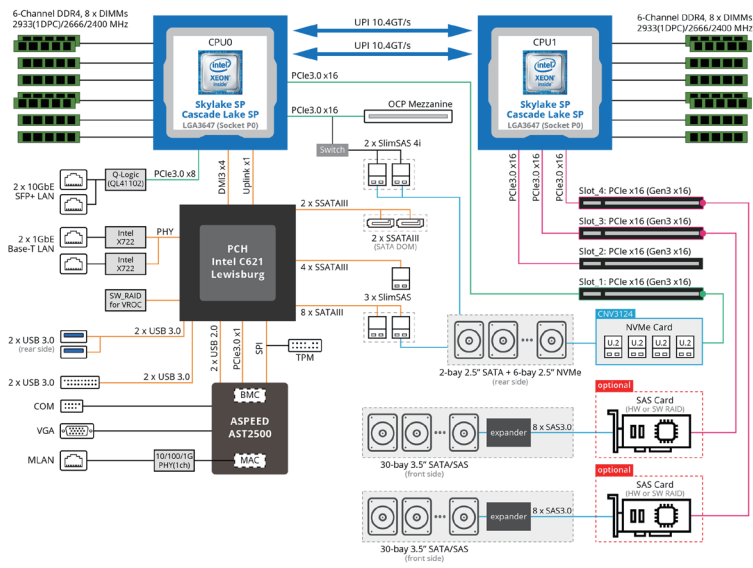 6-Channel DDR4, 8 x DIMMs
2933(1DPC)/2666/2400 MHz
CPU0
intel
XEON
inside
Skylake SP
Cascade Lake SP
LGA3647 (Socket P0)
UPI 10.4GT/s
UPI 10.4GT/s
CPU1
intel
XEON
inside
Skylake SP
Cascade Lake SP
LGA3647 (Socket P0)
6-Channel DDR4, 8 x DIMMs
2933(1DPC)/2666/2400 MHz
PCIe3.0 x16
PCIe3.0 x16
OCP Mezzanine
Switch
2 x SlimSAS 4i
PCIe3.0 x16
PCIe3.0 x16
PCIe3.0 x16
2 x 10GbE
SFP+ LAN
Q-Logic
(QL41102)
PCIe3.0 x8
DMI3 x4
Uplink x1
Slot_4: PCIe x16 (Gen3 x16)
Slot_3: PCIe x16 (Gen3 x16)
Slot_2: PCIe x16 (Gen3 x16)
Slot_1: PCIe x16 (Gen3 x16)
2 x 1GbE
Base-T LAN
Intel
X722
Intel
X722
PHY
PCH
Intel C621
Lewisburg
2 x SSATAIII
2 x SSATAIII
(SATA DOM)
4 x SSATAIII
3 x SlimSAS
8 x SATAIII
SW_RAID
for VROC
2 x USB 3.0
(rear side)
2 x USB 3.0
2 x USB 3.0
2 x USB 3.0
2 x USB 2.0
PCIe3.0 x1
SPI
TPM
CNV3124
NVMe Card
U.2
U.2
U.2
U.2
2-bay 2.5" SATA + 6-bay 2.5" NVMe
(rear side)
COM
VGA
MLAN
10/100/1G
PHY(1ch)
BMC
ASPEED
AST2500
MAC
expander
8 x SAS3.0
30-bay 3.5" SATA/SAS
(front side)
optional
SAS Card
(HW or SW RAID)
expander
8 x SAS3.0
30-bay 3.5" SATA/SAS
(front side)
optional
SAS Card
(HW or SW RAID)